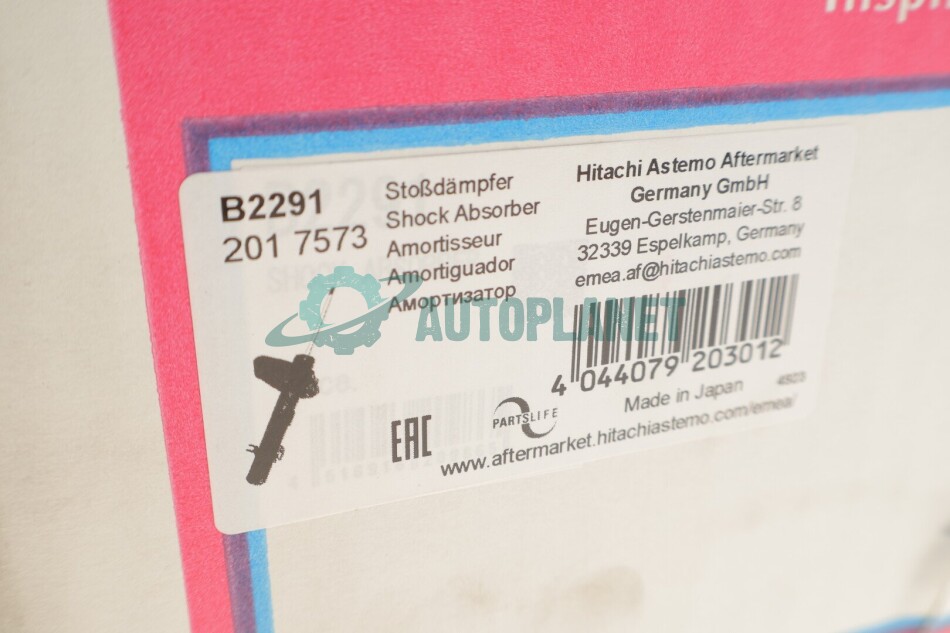 B2291
201 7573
Stoßdämpfer
Shock Absorber
Amortisseur
Amortiguador
Амортизатор
Hitachi Astemo Aftermarket
Germany GmbH
Eugen-Gerstenmaier-Str. 8
32339 Espelkamp, Germany
emea.af@hitachiastemo.com
AUTOPLANET
4 044079 203012
Made in Japan
EAC
PARTSLIFE
www.aftermarket.hitachiastemo.com/emea/